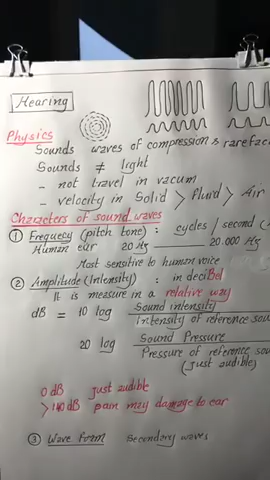 Hearing
Physics
Sounds waves of compression & rarefac
Sounds ≠ light
- not travel in vacum
- velocity in Solid > Fluid > Air
Characters of sound waves
① Frequecy (pitch tone) : cycles / second
Human ear 20 Hz ——— 20.000 Hz
Most sensitive to human voice
② Amplitude (Intensity) : in deciBel
It is measure in a relative way
dB = 10 log Sound intensity
Intensity of reference sou
20 log Sound Pressure
Pressure of reference sou
(Just audible)
0 dB Just audible
>140 dB pain may damage to ear
③ Wave form Secondery waves